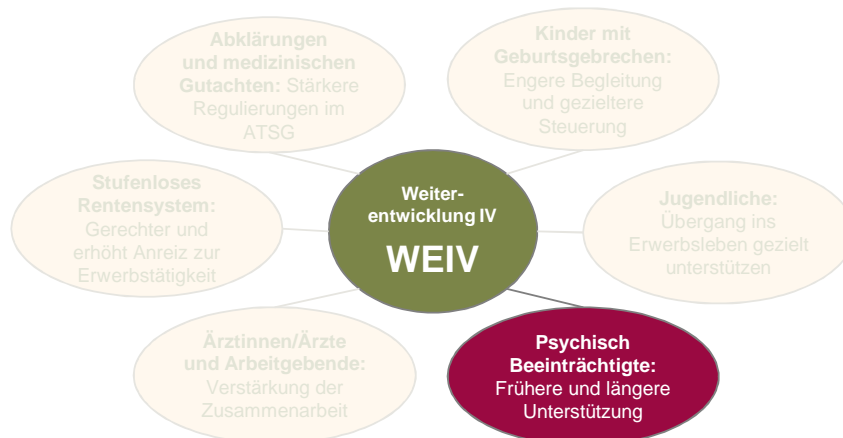 Abklärungen
und medizinischen
Gutachten: Stärkere
Regulierungen im
ATSG
Kinder mit
Geburtsgebrechen:
Engere Begleitung
und gezieltere
Steuerung
Stufenloses
Rentensystem:
Gerechter und
erhöht Anreiz zur
Erwerbstätigkeit
Weiter-
entwicklung IV
WEIV
Jugendliche:
Übergang ins
Erwerbsleben gezielt
unterstützen
Ärztinnen/Ärzte
und Arbeitgebende:
Verstärkung der
Zusammenarbeit
Psychisch
Beeinträchtigte:
Frühere und längere
Unterstützung